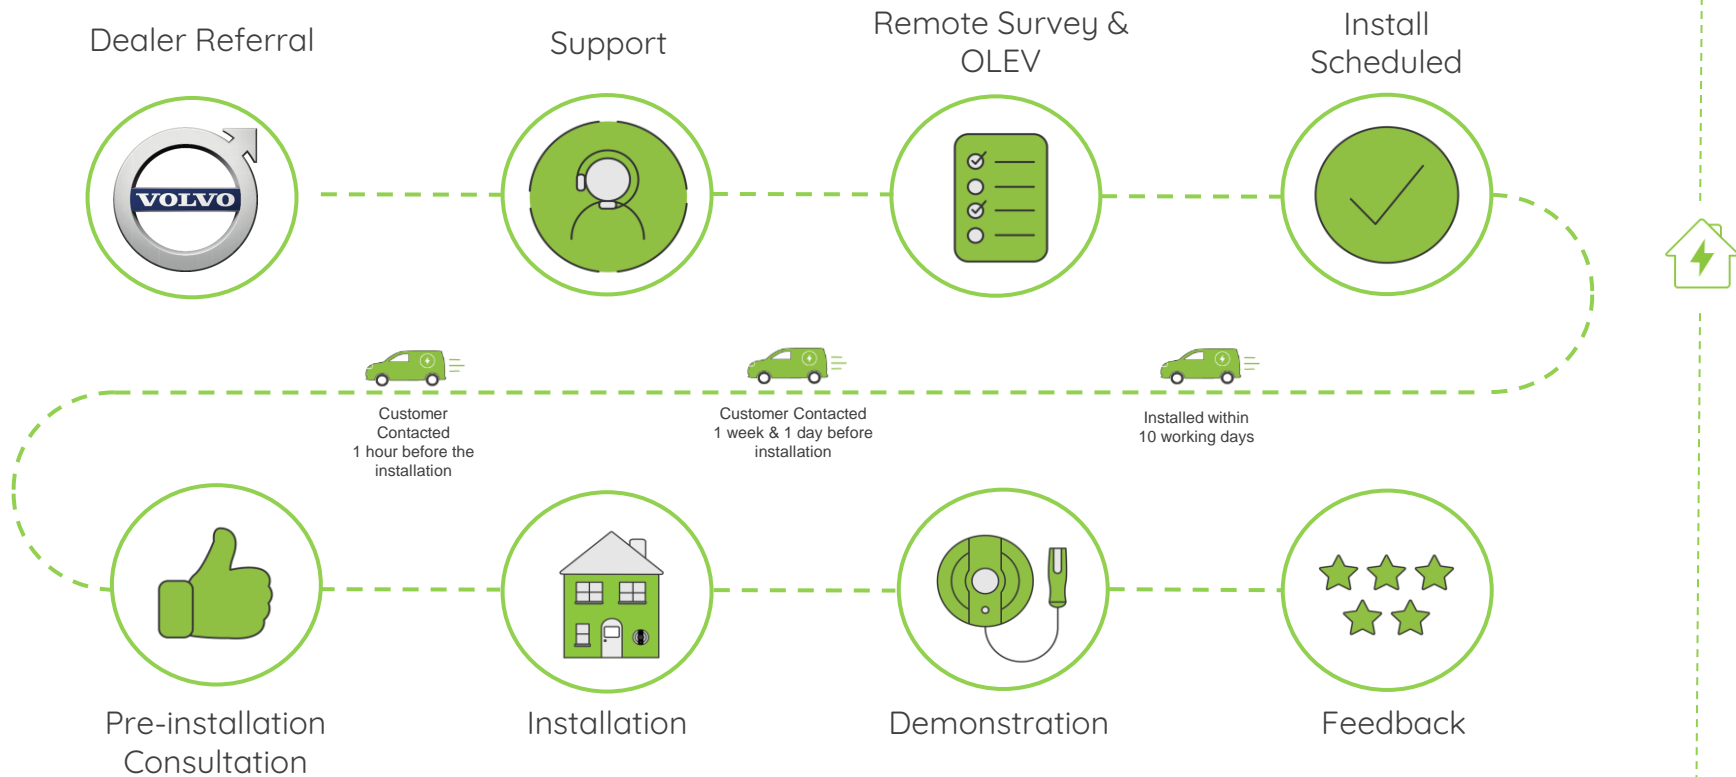 Dealer Referral
Support
Remote Survey &
OLEV
Install
Scheduled
VOLVO
Customer
Contacted
1 hour before the
installation
Customer Contacted
1 week & 1 day before
installation
Installed within
10 working days
Pre-installation
Consultation
Installation
Demonstration
Feedback